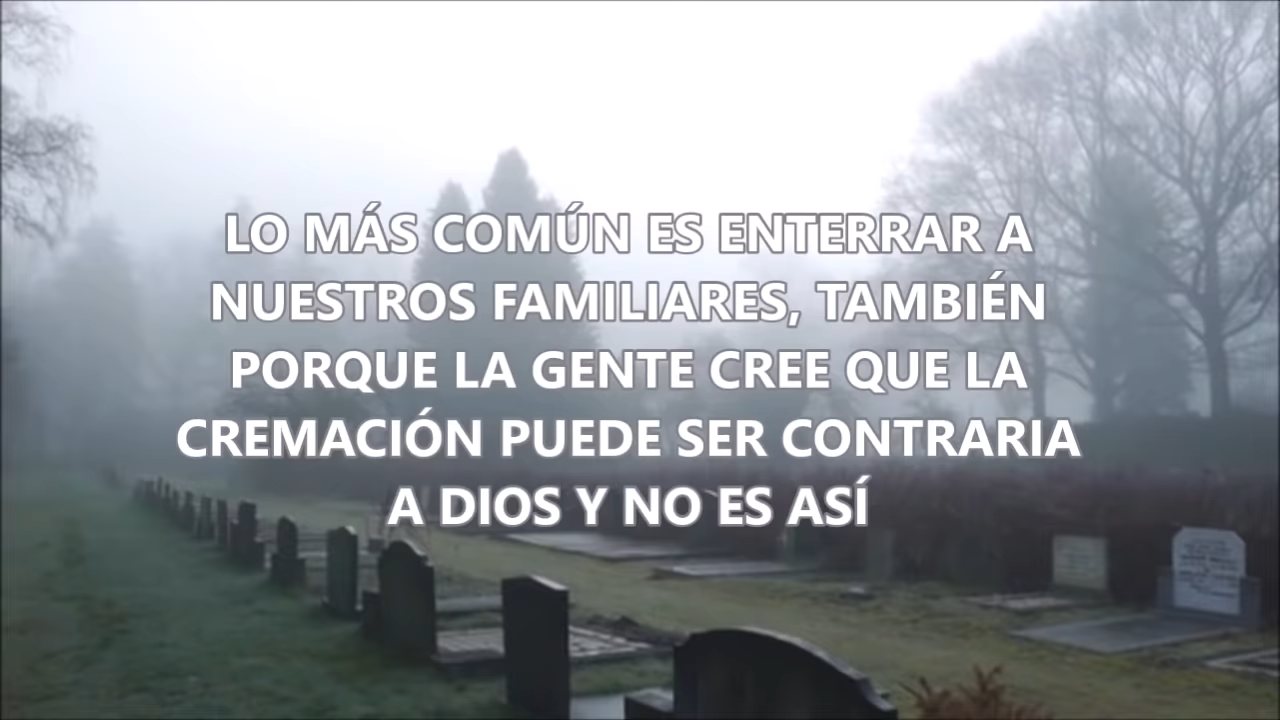 LO MÁS COMÚN ES ENTERRAR A
NUESTROS FAMILIARES, TAMBIÉN
PORQUE LA GENTE CREE QUE LA
CREMACIÓN PUEDE SER CONTRARIA
A DIOS Y NO ES ASÍ